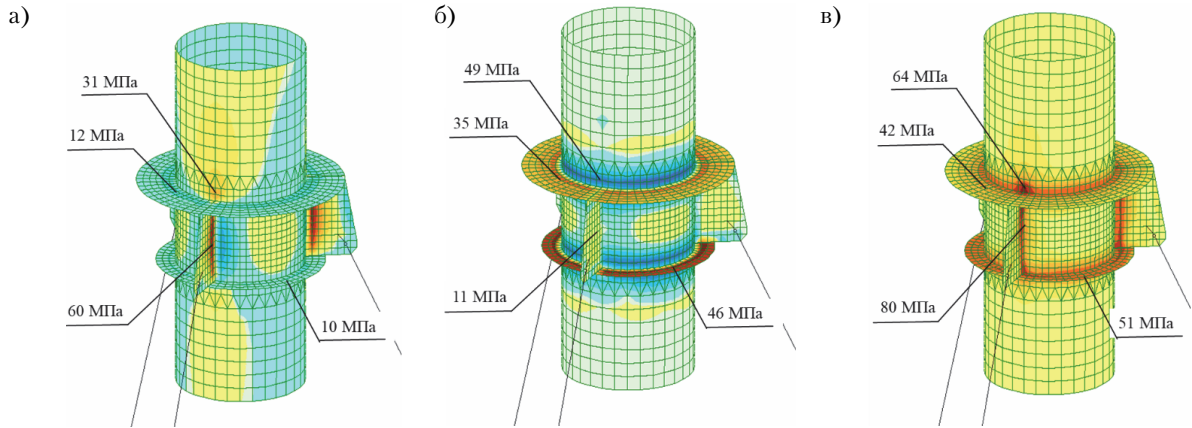 а)
31 МПа
12 МПа
60 МПа
10 МПа
б)
49 МПа
35 МПа
11 МПа
46 МПа
в)
64 МПа
42 МПа
80 МПа
51 МПа